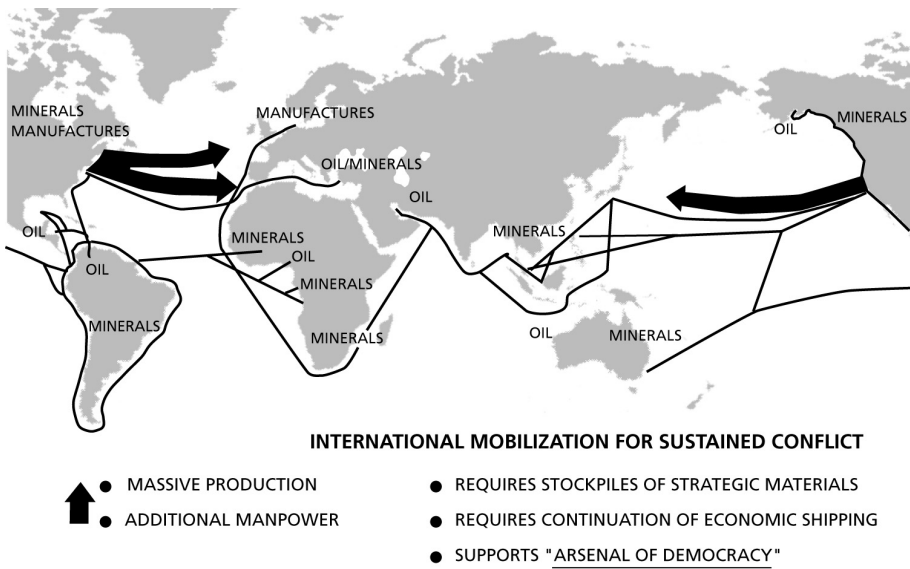 MINERALS
MANUFACTURES
MANUFACTURES
OIL/MINERALS
OIL
OIL
MINERALS
OIL
OIL
MINERALS
MINERALS
OIL
MINERALS
MINERALS
MINERALS
OIL
MINERALS
INTERNATIONAL MOBILIZATION FOR SUSTAINED CONFLICT
● MASSIVE PRODUCTION
● ADDITIONAL MANPOWER
● REQUIRES STOCKPILES OF STRATEGIC MATERIALS
● REQUIRES CONTINUATION OF ECONOMIC SHIPPING
● SUPPORTS "ARSENAL OF DEMOCRACY"